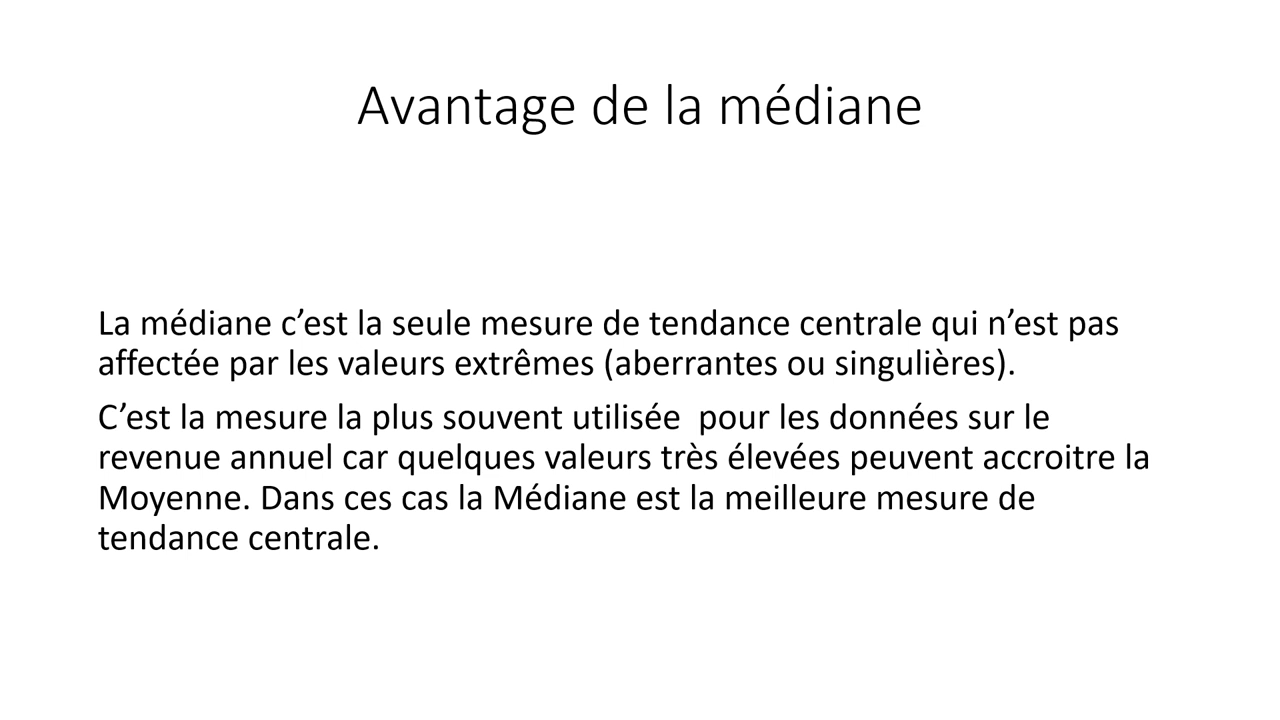 Avantage de la médiane
La médiane c’est la seule mesure de tendance centrale qui n’est pas
affectée par les valeurs extrêmes (aberrantes ou singulières).
C’est la mesure la plus souvent utilisée  pour les données sur le
revenue annuel car quelques valeurs très élevées peuvent accroitre la
Moyenne. Dans ces cas la Médiane est la meilleure mesure de
tendance centrale.